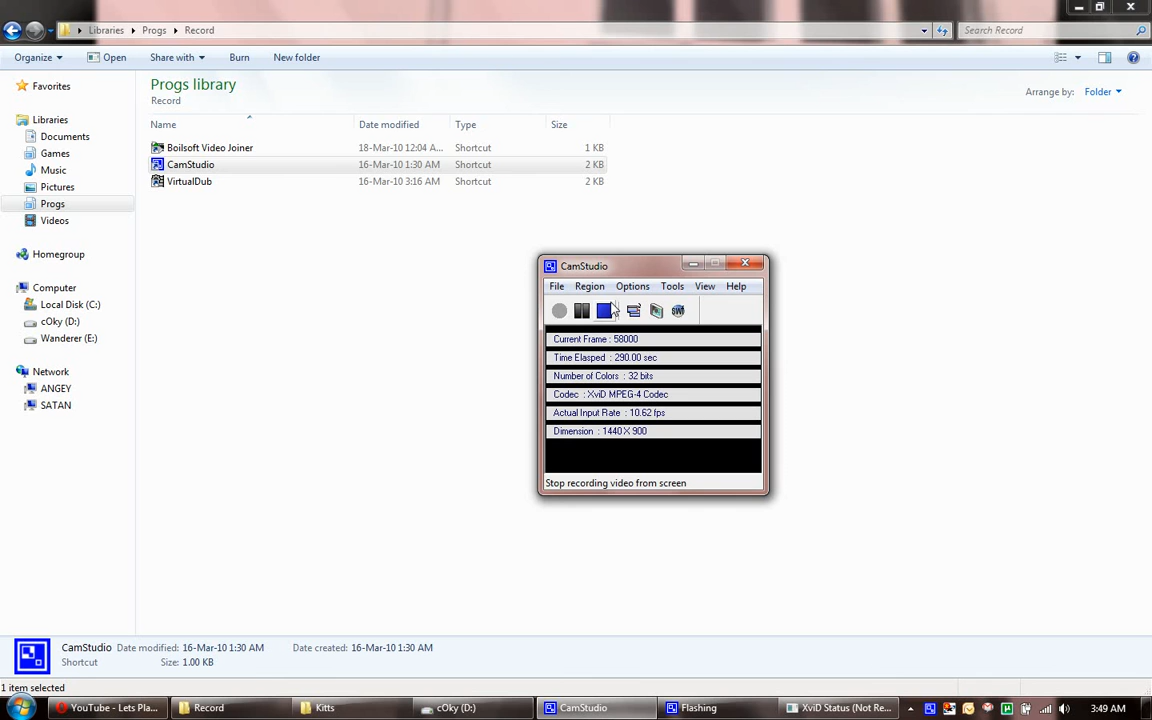 Libraries Progs Record
Search Record
Organize Open Share with Burn New folder
Favorites
Libraries
Documents
Games
Music
Pictures
Progs
Videos
Homegroup
Computer
Local Disk (C:)
cOky (D:)
Wanderer (E:)
Network
ANGEY
SATAN
Progs library
Record
Arrange by: Folder
Name Date modified Type Size
Boilsoft Video Joiner 18-Mar-10 12:04 A... Shortcut 1 KB
CamStudio 16-Mar-10 1:30 AM Shortcut 2 KB
VirtualDub 16-Mar-10 3:16 AM Shortcut 2 KB
CamStudio
File Region Options Tools View Help
SWF
Current Frame : 58000
Time Elasped : 290.00 sec
Number of Colors : 32 bits
Codec : XviD MPEG-4 Codec
Actual Input Rate : 10.62 fps
Dimension : 1440 X 900
Stop recording video from screen
CamStudio Date modified: 16-Mar-10 1:30 AM Date created: 16-Mar-10 1:30 AM
Shortcut Size: 1.00 KB
1 item selected
YouTube - Lets Pla... Record Kitts cOky (D:) CamStudio Flashing XviD Status (Not Re... 3:49 AM